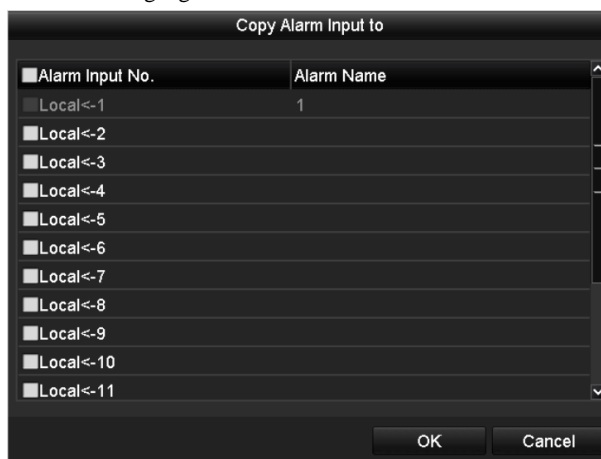 Copy Alarm Input to
Alarm Input No. Alarm Name
Local<-1 1
Local<-2
Local<-3
Local<-4
Local<-5
Local<-6
Local<-7
Local<-8
Local<-9
Local<-10
Local<-11
OK Cancel